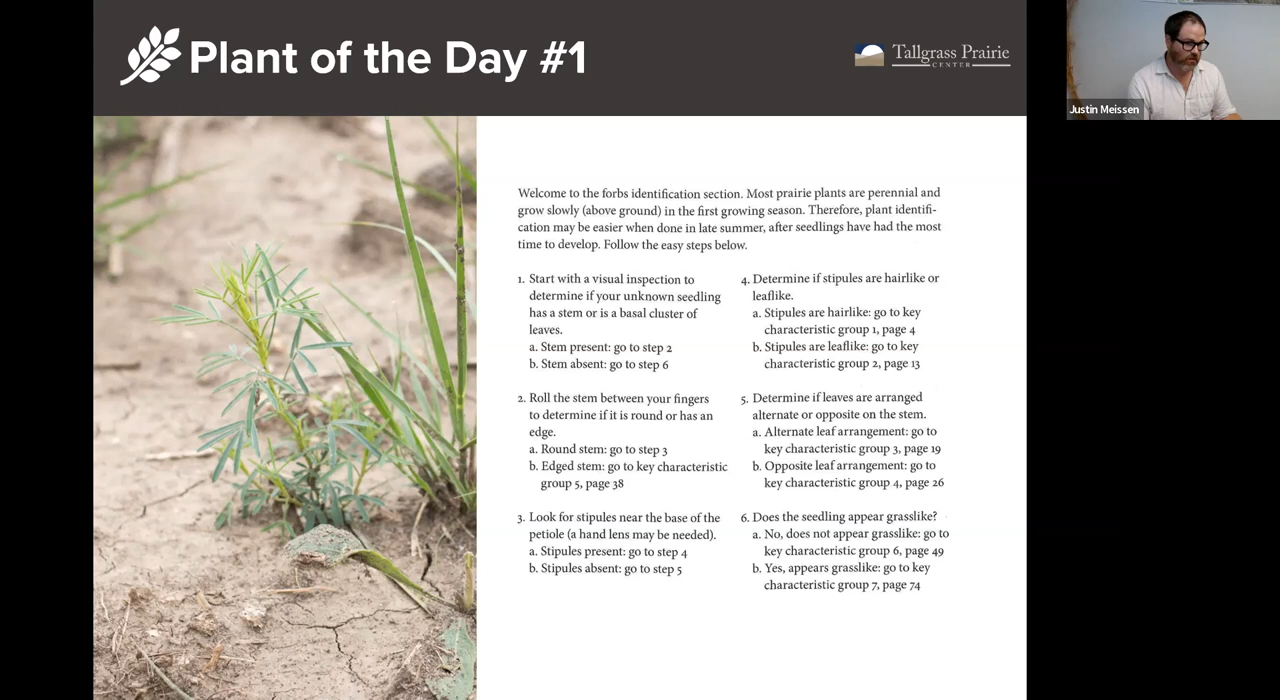 Plant of the Day #1
Tallgrass Prairie
CENTER
Justin Meissen
Welcome to the forbs identification section. Most prairie plants are perennial and
grow slowly (above ground) in the first growing season. Therefore, plant identifi-
cation may be easier when done in late summer, after seedlings have had the most
time to develop. Follow the easy steps below.
1. Start with a visual inspection to
determine if your unknown seedling
has a stem or is a basal cluster of
leaves.
a. Stem present: go to step 2
b. Stem absent: go to step 6
2. Roll the stem between your fingers
to determine if it is round or has an
edge.
a. Round stem: go to step 3
b. Edged stem: go to key characteristic
group 5, page 38
3. Look for stipules near the base of the
petiole (a hand lens may be needed).
a. Stipules present: go to step 4
b. Stipules absent: go to step 5
4. Determine if stipules are hairlike or
leaflike.
a. Stipules are hairlike: go to key
characteristic group 1, page 4
b. Stipules are leaflike: go to key
characteristic group 2, page 13
5. Determine if leaves are arranged
alternate or opposite on the stem.
a. Alternate leaf arrangement: go to
key characteristic group 3, page 19
b. Opposite leaf arrangement: go to
key characteristic group 4, page 26
6. Does the seedling appear grasslike?
a. No, does not appear grasslike: go to
key characteristic group 6, page 49
b. Yes, appears grasslike: go to key
characteristic group 7, page 74